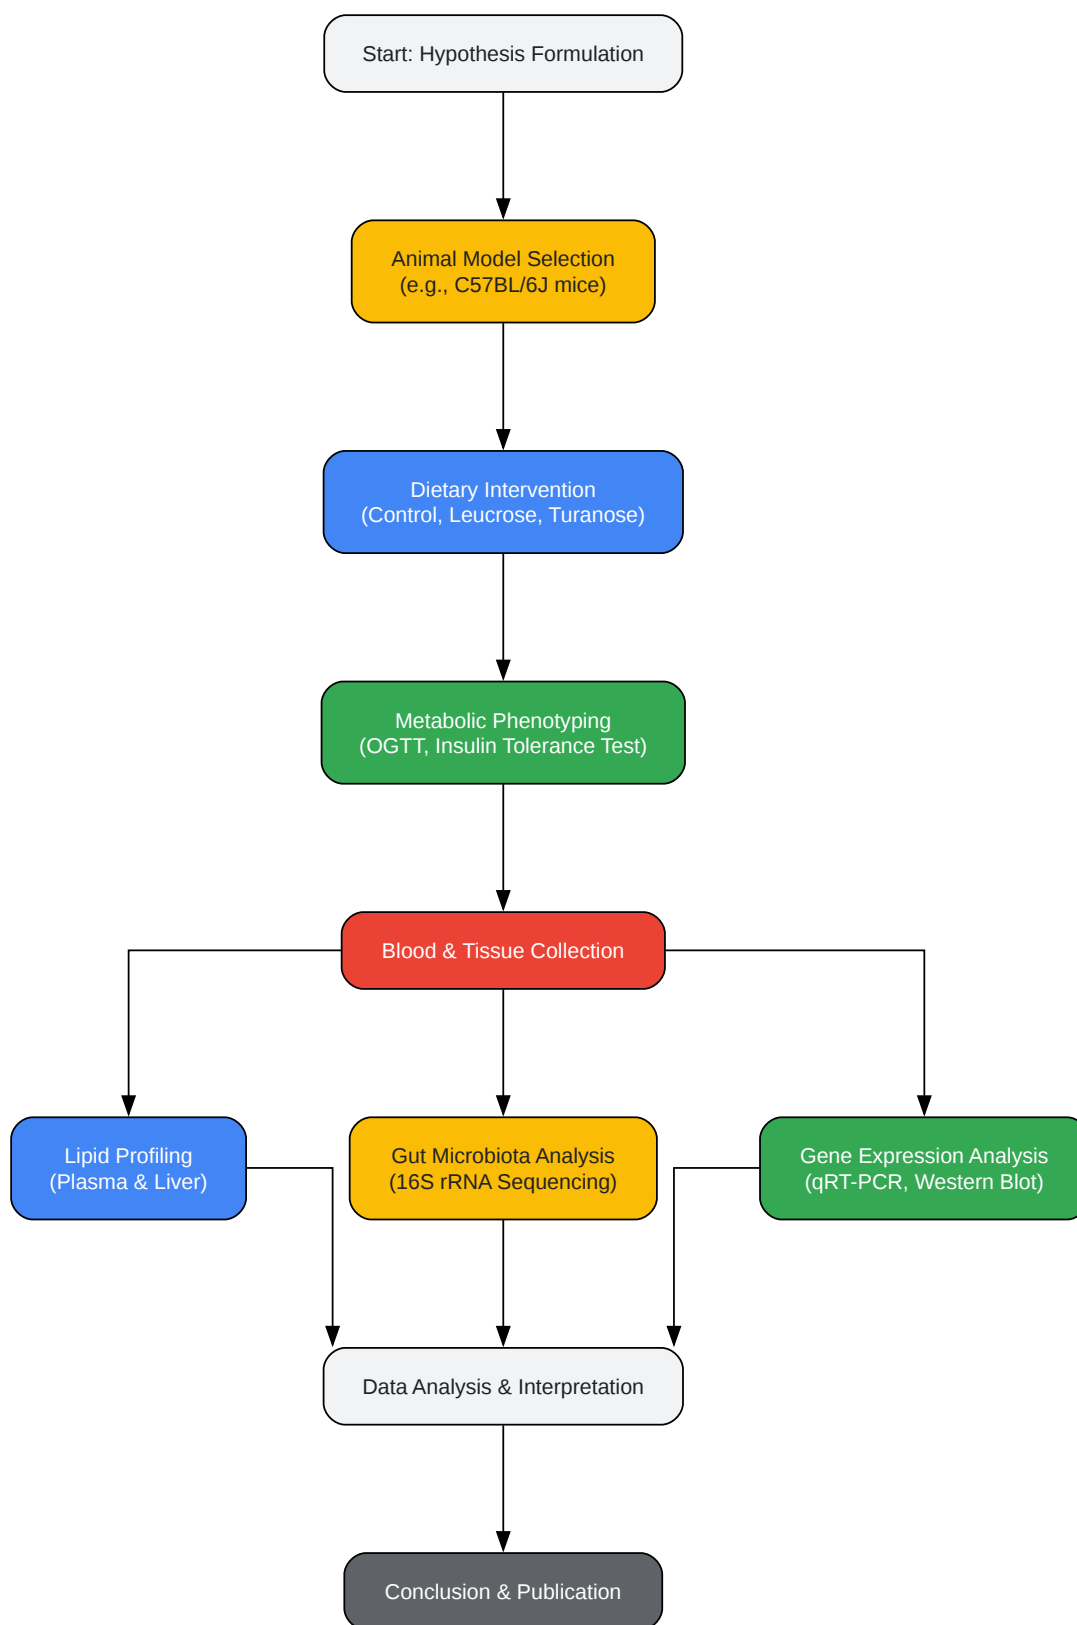 Start: Hypothesis Formulation
Animal Model Selection
(e.g., C57BL/6J mice)
Dietary Intervention
(Control, Leucrose, Turanose)
Metabolic Phenotyping
(OGTT, Insulin Tolerance Test)
Blood & Tissue Collection
Lipid Profiling
(Plasma & Liver)
Gut Microbiota Analysis
(16S rRNA Sequencing)
Gene Expression Analysis
(qRT-PCR, Western Blot)
Data Analysis & Interpretation
Conclusion & Publication